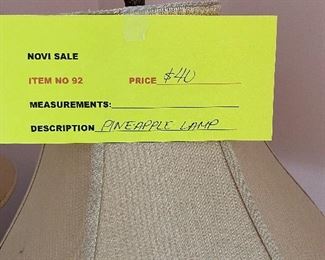 NOVI SALE
ITEM NO 92 PRICE $40
MEASUREMENTS:
DESCRIPTION PINEAPPLE LAMP